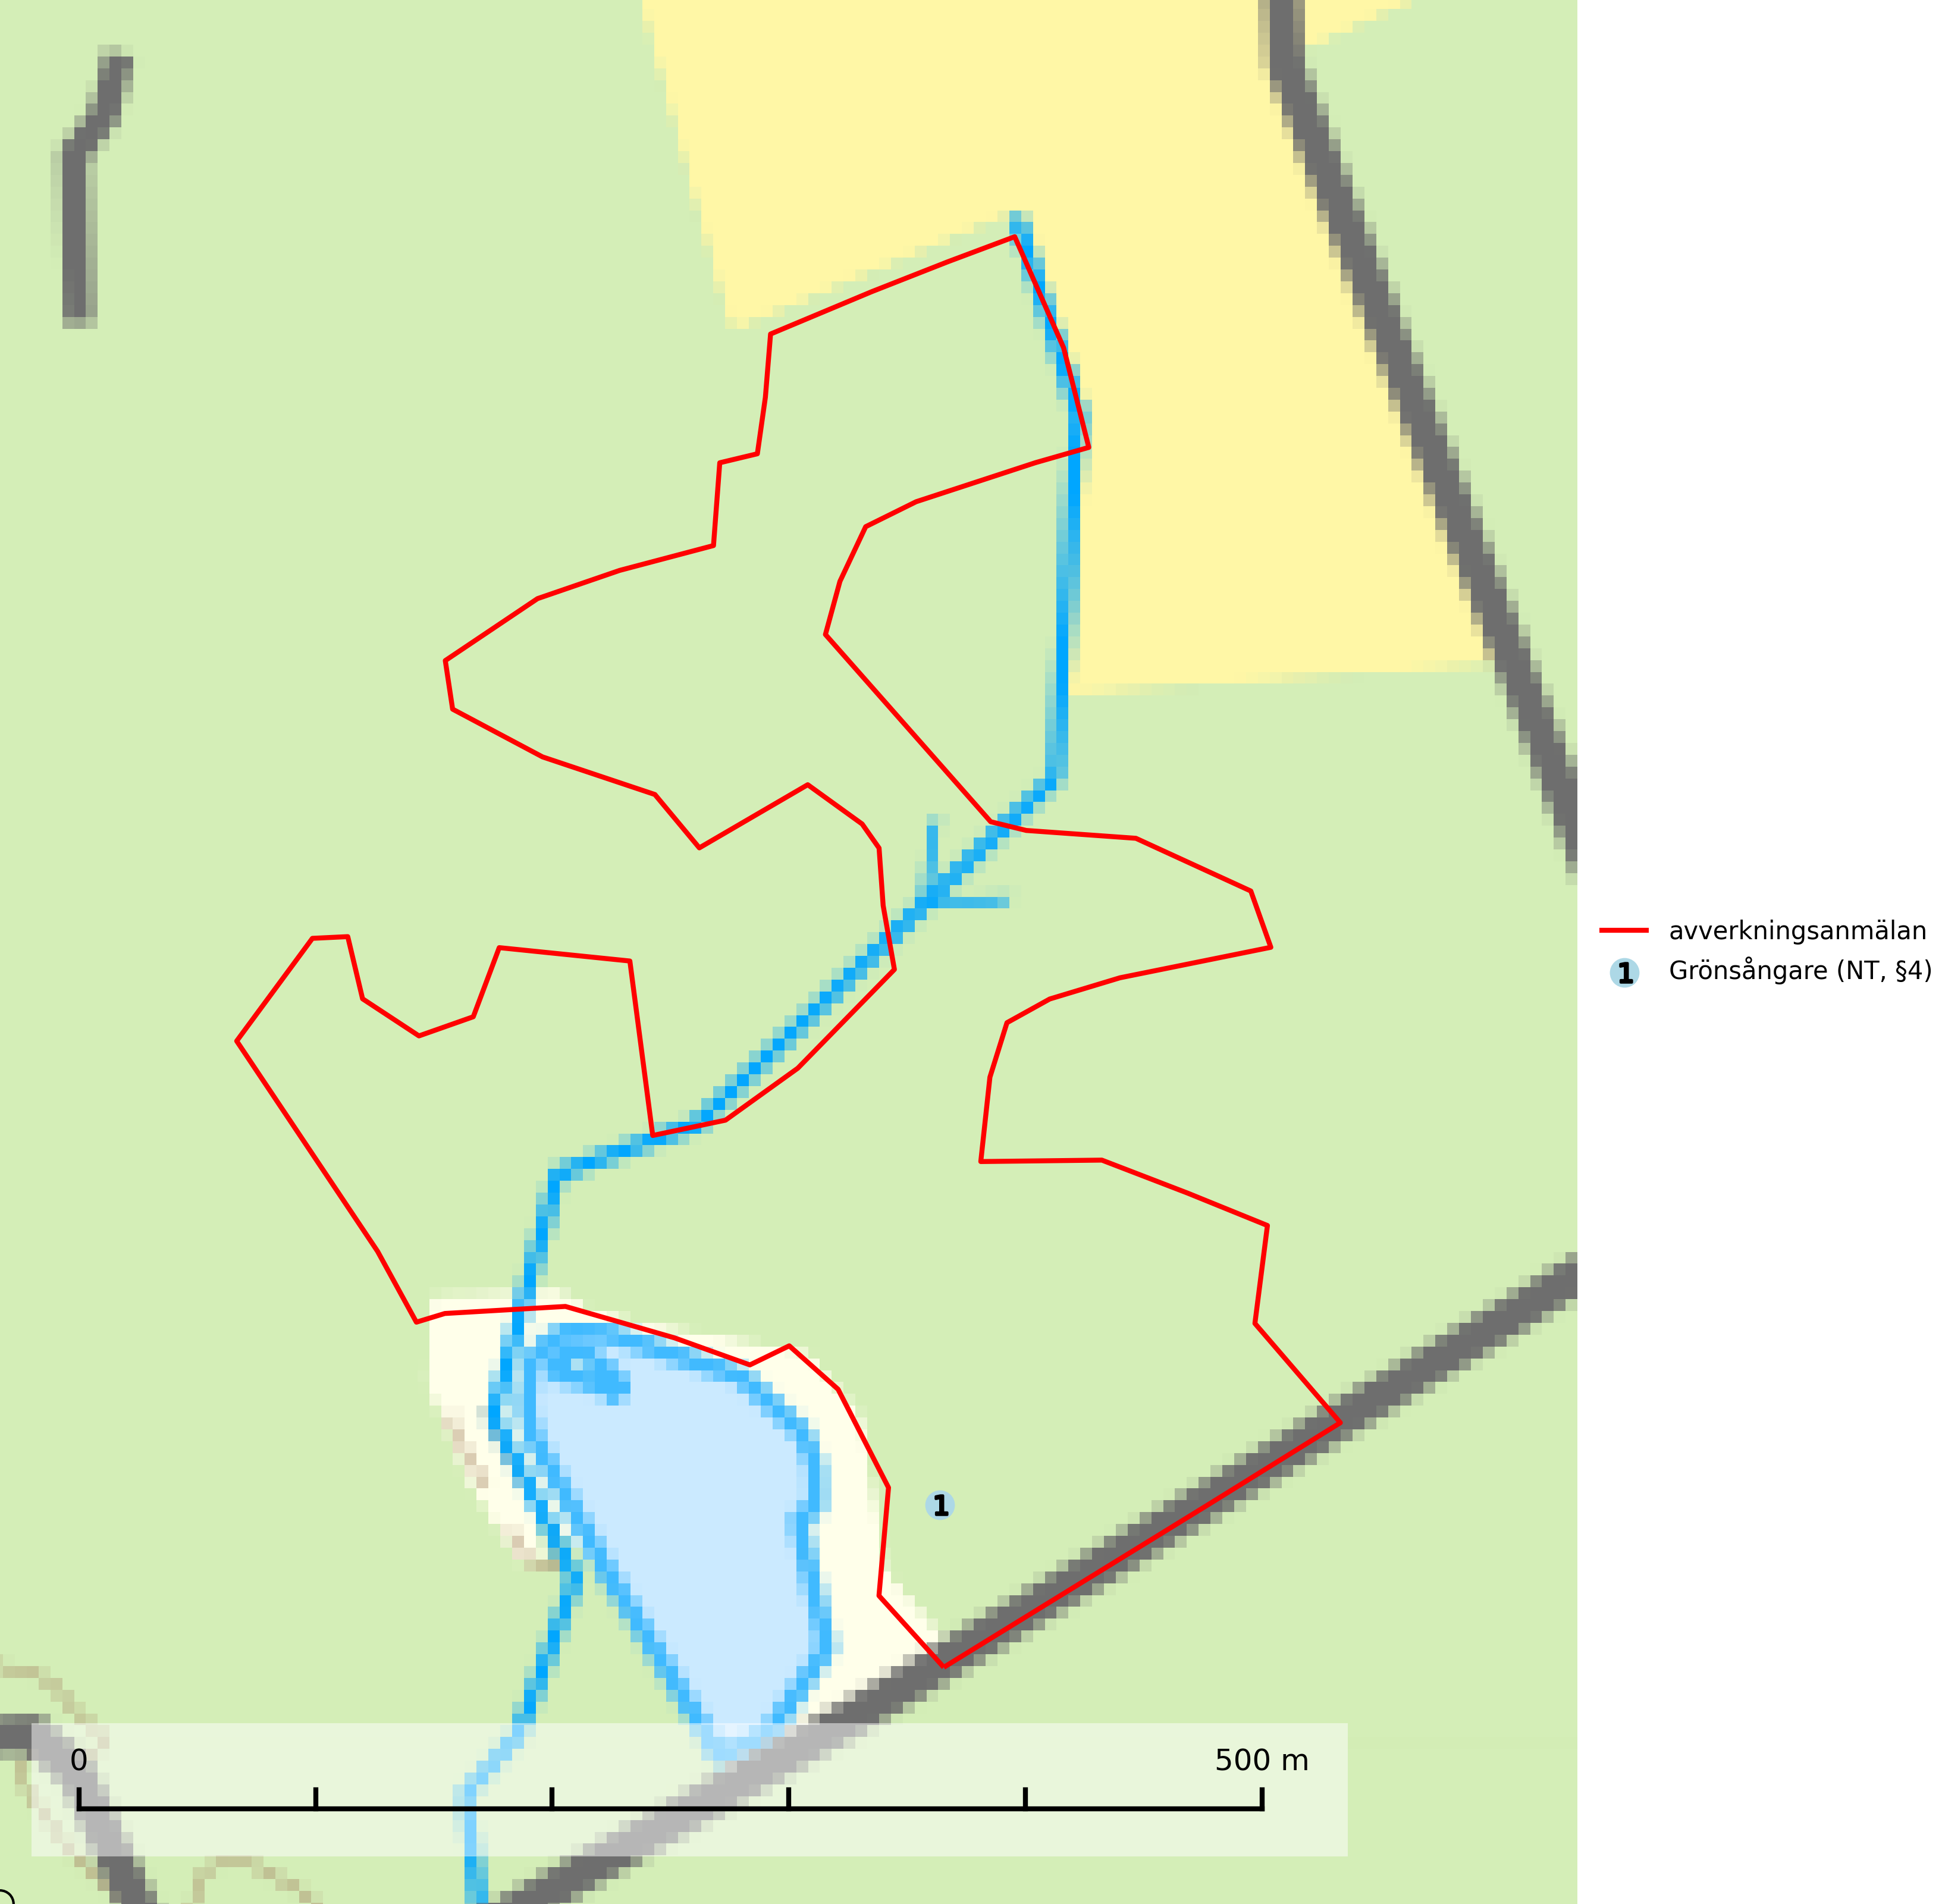 avverkningsanmälan
1 Grönsångare (NT, §4)
1
0 500 m